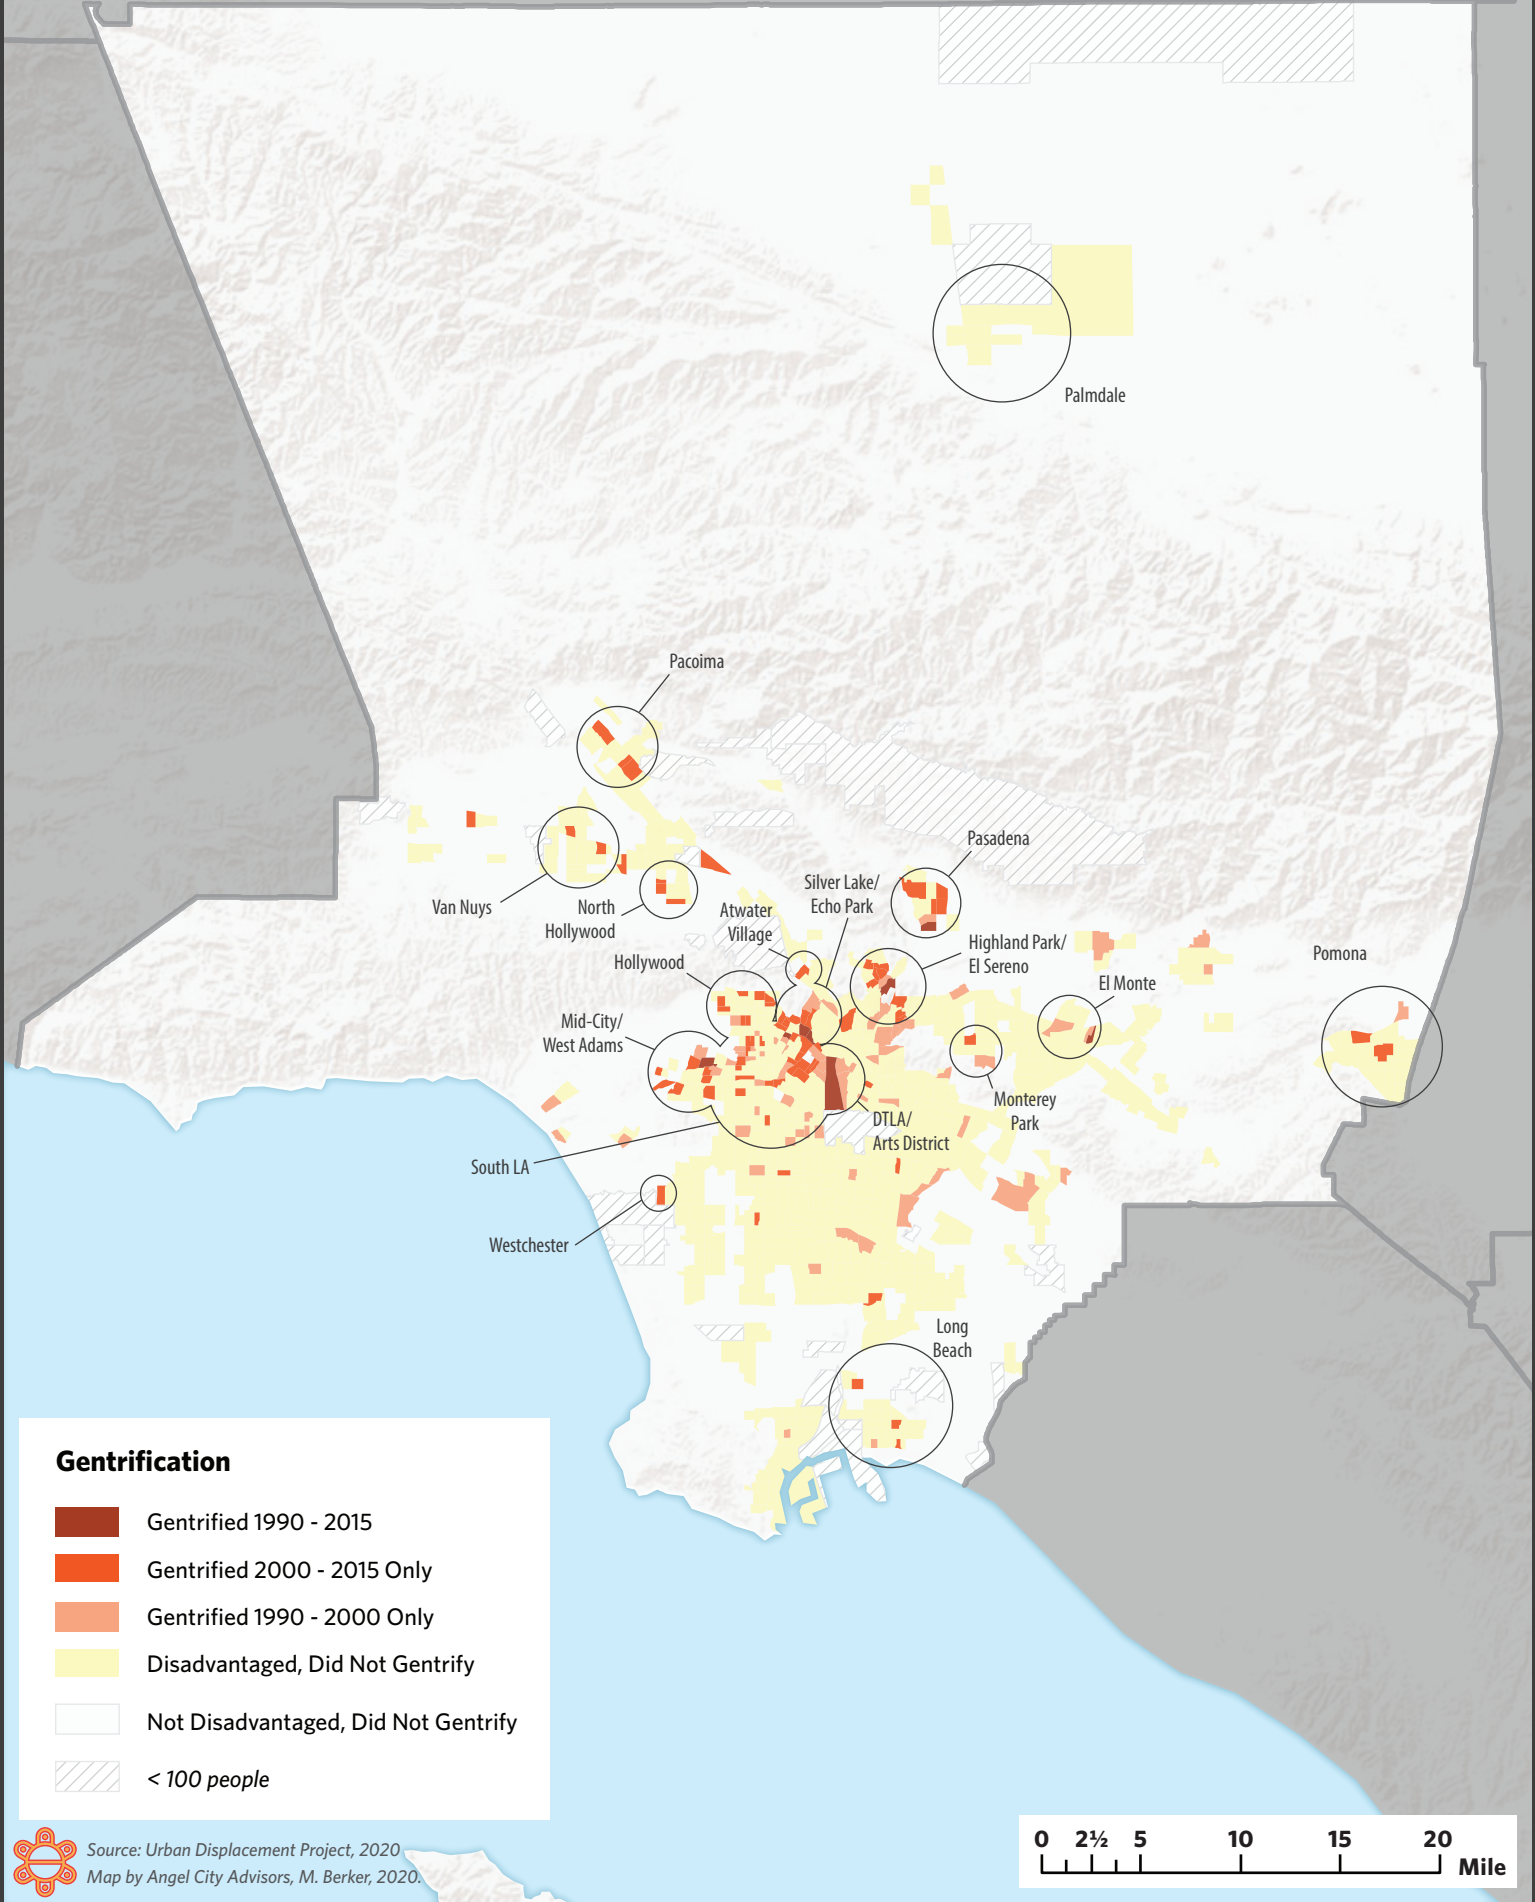 Palmdale
Pacoima
Pasadena
Silver Lake/
Echo Park
Van Nuys
North
Hollywood
Atwater
Village
Highland Park/
El Sereno
Pomona
Hollywood
El Monte
Mid-City/
West Adams
Monterey
Park
DTLA/
Arts District
South LA
Westchester
Long
Beach
Gentrification
Gentrified 1990 - 2015
Gentrified 2000 - 2015 Only
Gentrified 1990 - 2000 Only
Disadvantaged, Did Not Gentrify
Not Disadvantaged, Did Not Gentrify
< 100 people
Source: Urban Displacement Project, 2020
Map by Angel City Advisors, M. Berker, 2020.
0 2½ 5 10 15 20
Mile